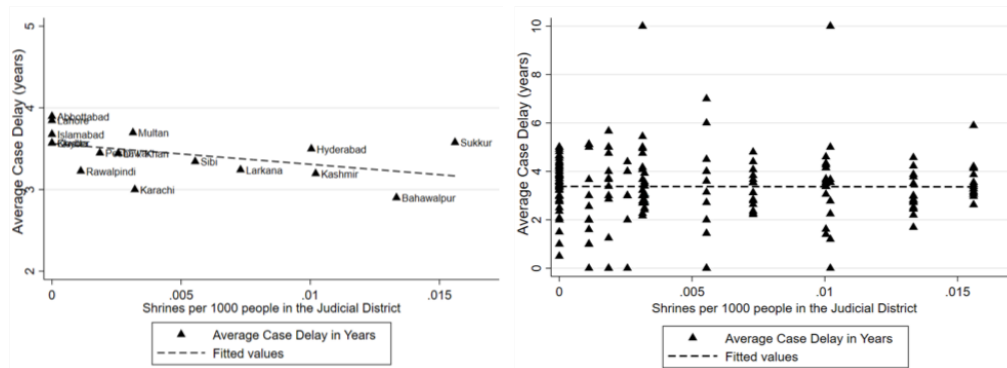 Average Case Delay (years)
5
4
3
2
Abbottabad
Lahore
Islamabad
Multan
Khan
Rawalpindi
Karachi
Sibi
Larkana
Hyderabad
Kashmir
Bahawalpur
Sukkur
0 .005 .01 .015
Shrines per 1000 people in the Judicial District
Average Case Delay in Years
Fitted values
Average Case Delay (years)
10
8
6
4
2
0
0 .005 .01 .015
Shrines per 1000 people in the Judicial District
Average Case Delay in Years
Fitted values